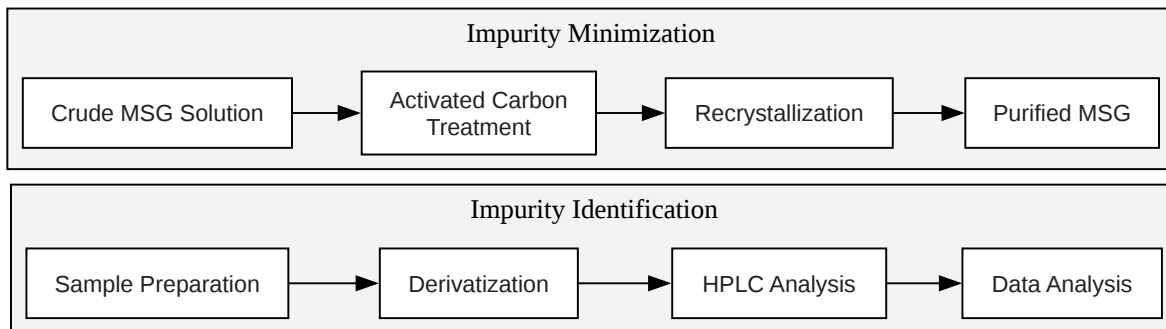 Impurity Minimization
Crude MSG Solution
Activated Carbon
Treatment
Recrystallization
Purified MSG
Impurity Identification
Sample Preparation
Derivatization
HPLC Analysis
Data Analysis